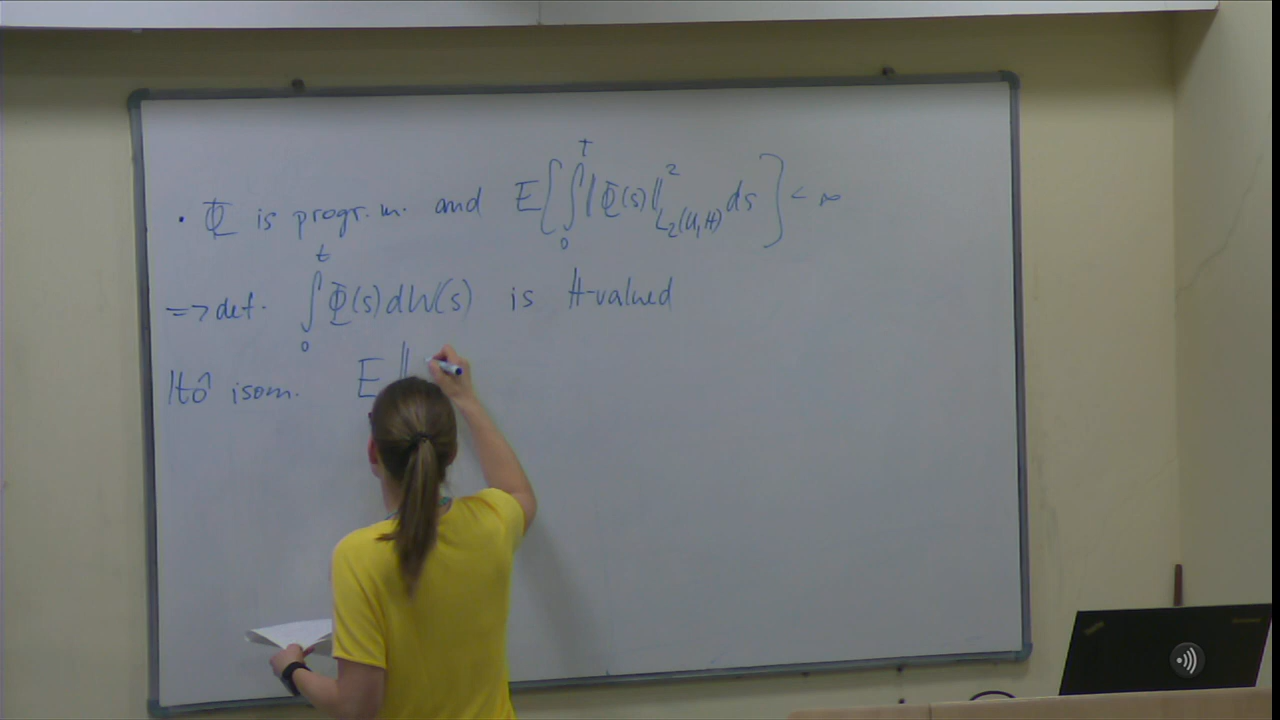 · Φ is progr. m. and E[∫₀ᵀ ‖Φ(s)‖²_{L₂(U,H)} ds] < ∞
=> def. ∫₀ᵗ Φ(s)dW(s) is H-valued
Itô isom. E‖